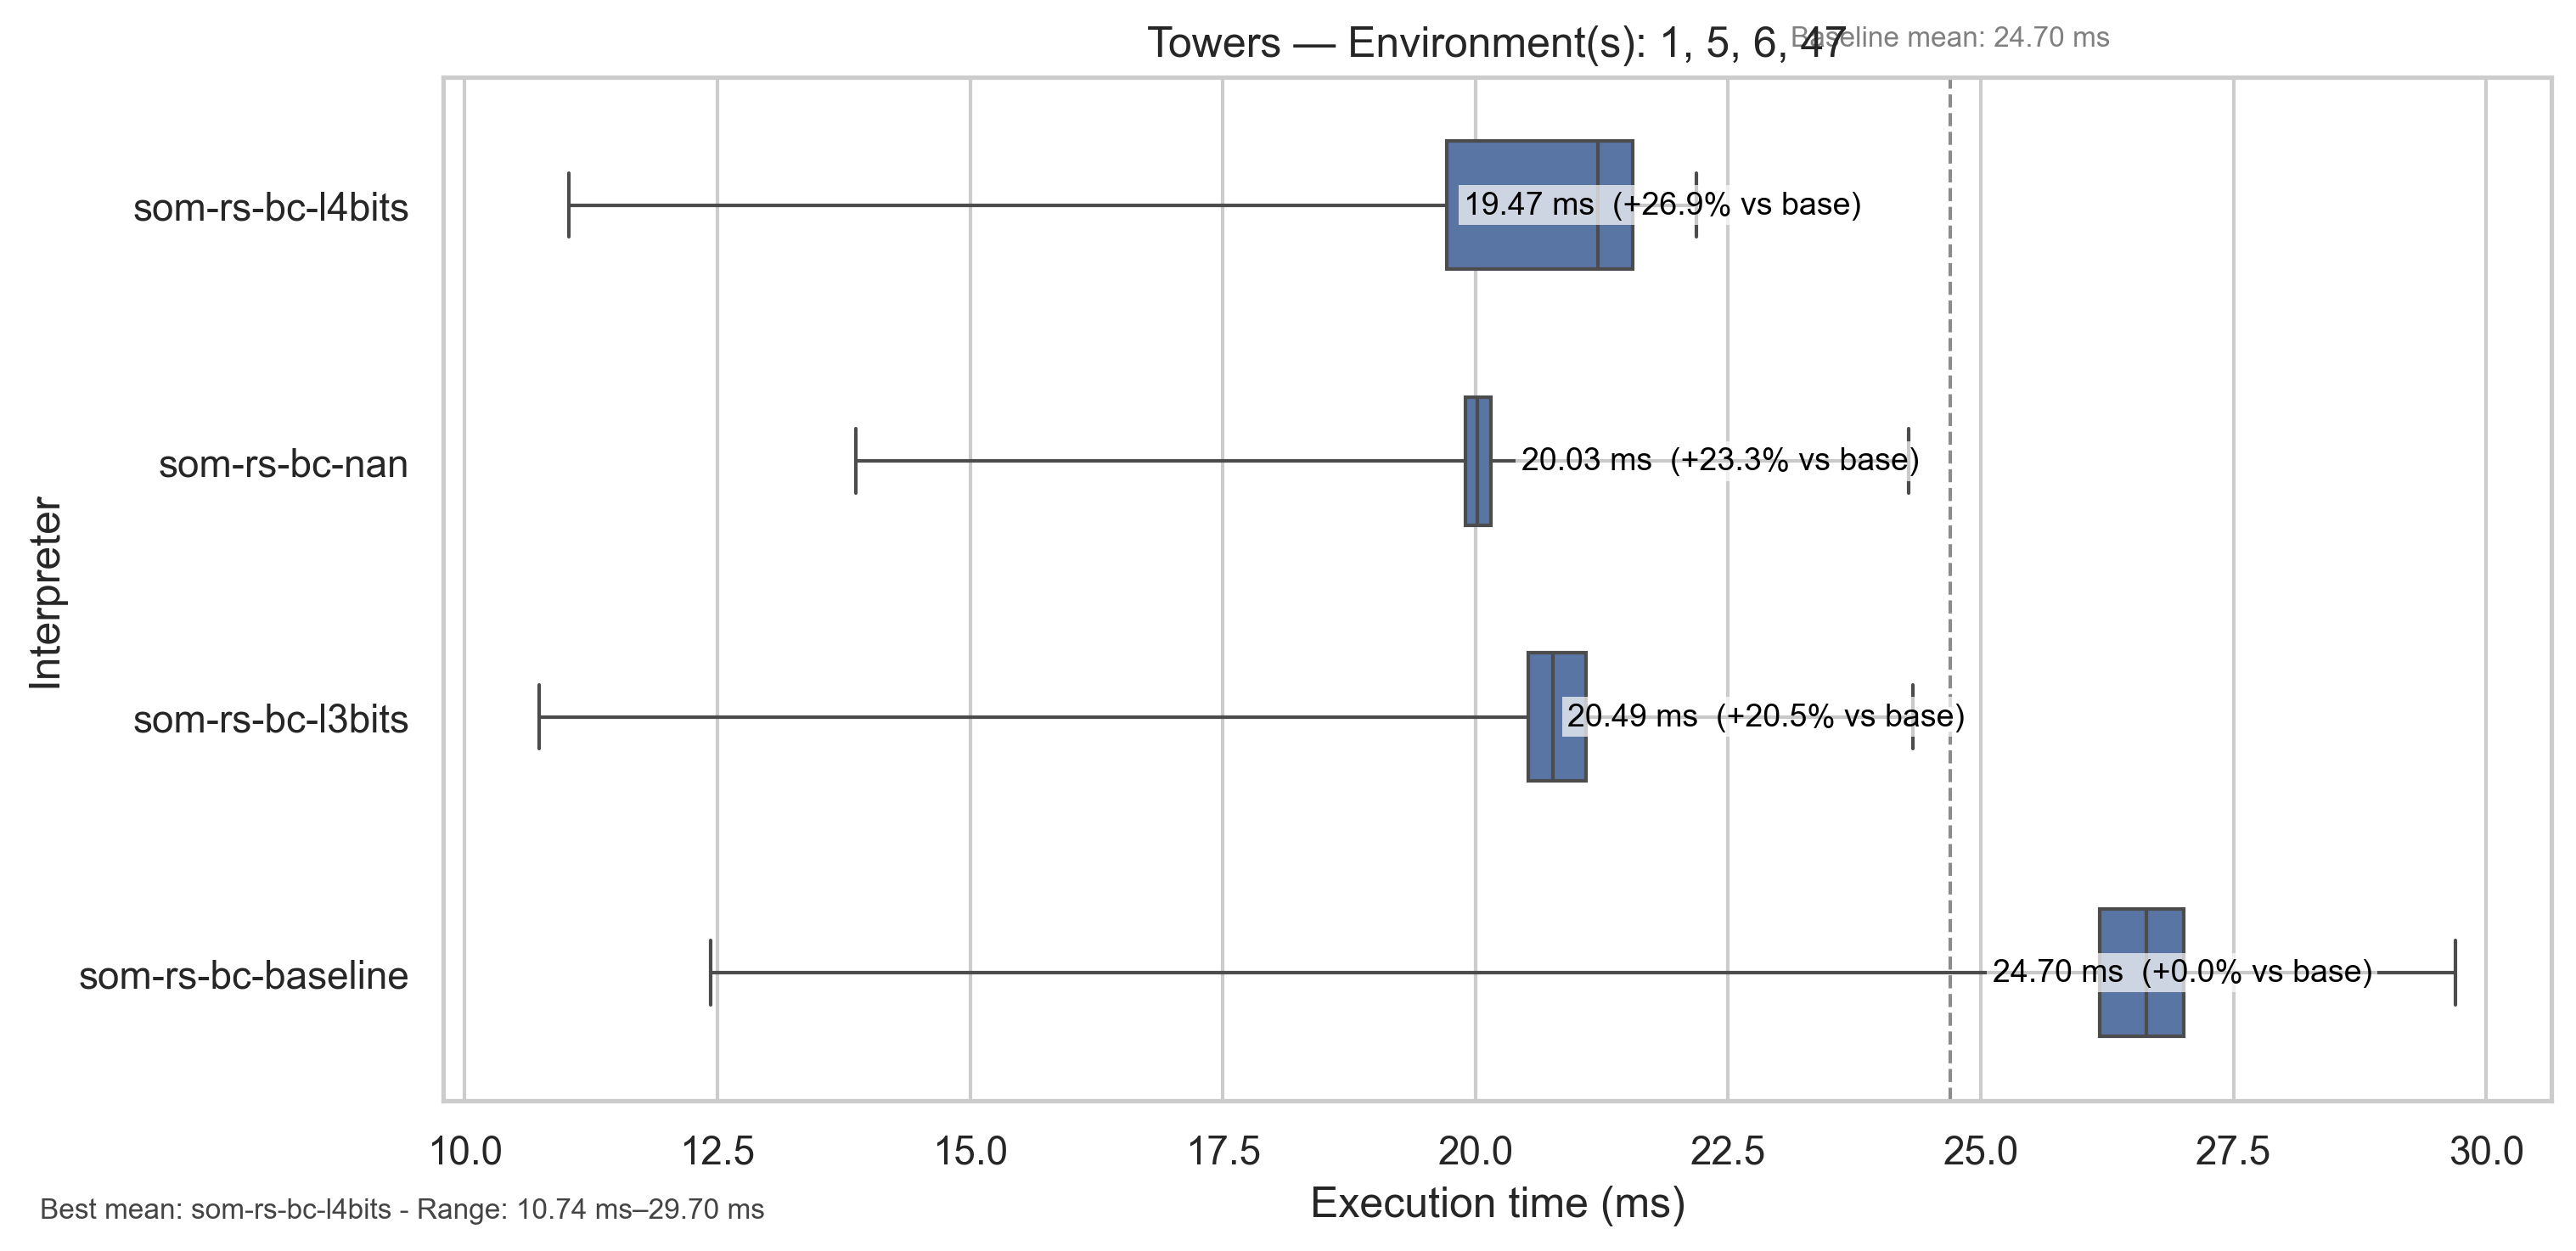 Towers — Environment(s): 1, 5, 6, 47
Baseline mean: 24.70 ms
Interpreter
som-rs-bc-l4bits
19.47 ms (+26.9% vs base)
som-rs-bc-nan
20.03 ms (+23.3% vs base)
som-rs-bc-l3bits
20.49 ms (+20.5% vs base)
som-rs-bc-baseline
24.70 ms (+0.0% vs base)
10.0 12.5 15.0 17.5 20.0 22.5 25.0 27.5 30.0
Execution time (ms)
Best mean: som-rs-bc-l4bits - Range: 10.74 ms–29.70 ms